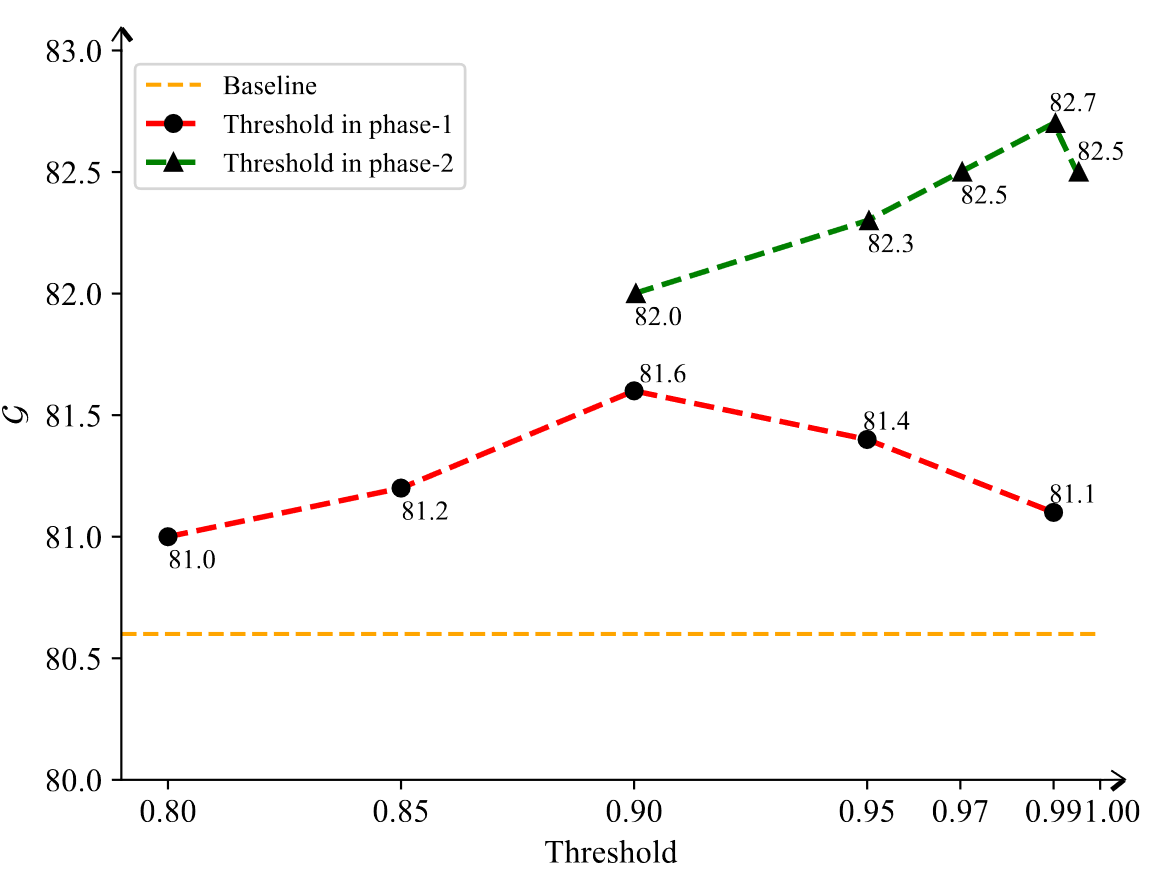 83.0
82.5
82.0
81.5
81.0
80.5
80.0
𝒢
Baseline
Threshold in phase-1
Threshold in phase-2
82.7
82.5
82.5
82.3
82.0
81.6
81.4
81.2
81.1
81.0
0.80 0.85 0.90 0.95 0.97 0.99 1.00
Threshold